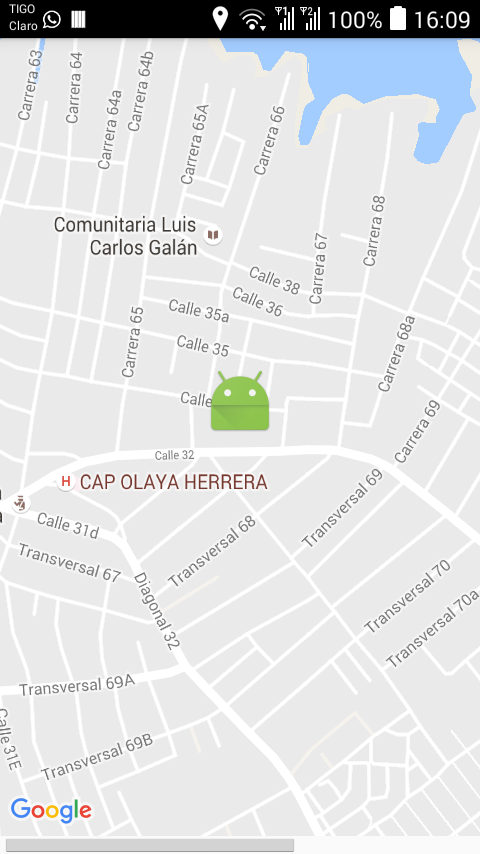 TIGO
Claro
100%
16:09
Carrera 63
Carrera 64
Carrera 64a
Carrera 64b
Carrera 65A
Carrera 66
Carrera 67
Carrera 68
Comunitaria Luis
Carlos Galán
Calle 38
Calle 36
Calle 35a
Calle 35
Carrera 65
Carrera 68a
Calle
Carrera 69
Calle 32
H CAP OLAYA HERRERA
a
a
Calle 31d
Transversal 67
Transversal 68
Transversal 69
Diagonal 32
Transversal 70
Transversal 70a
Transversal 69A
Calle 31E
Transversal 69B
Google